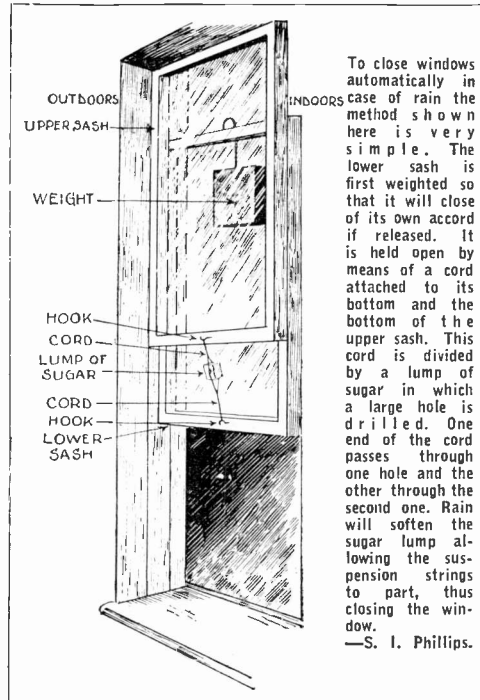 OUTDOORS
UPPER SASH
WEIGHT
HOOK
CORD
LUMP OF
SUGAR
CORD
HOOK
LOWER-
SASH
INDOORS
To close windows
automatically in
case of rain the
method shown
here is very
simple. The
lower sash is
first weighted so
that it will close
of its own accord
if released. It
is held open by
means of a cord
attached to its
bottom and the
bottom of the
upper sash. This
cord is divided
by a lump of
sugar in which
a large hole is
drilled. One
end of the cord
passes through
one hole and the
other through the
second one. Rain
will soften the
sugar lump al-
lowing the sus-
pension strings
to part, thus
closing the win-
dow.
—S. I. Phillips.